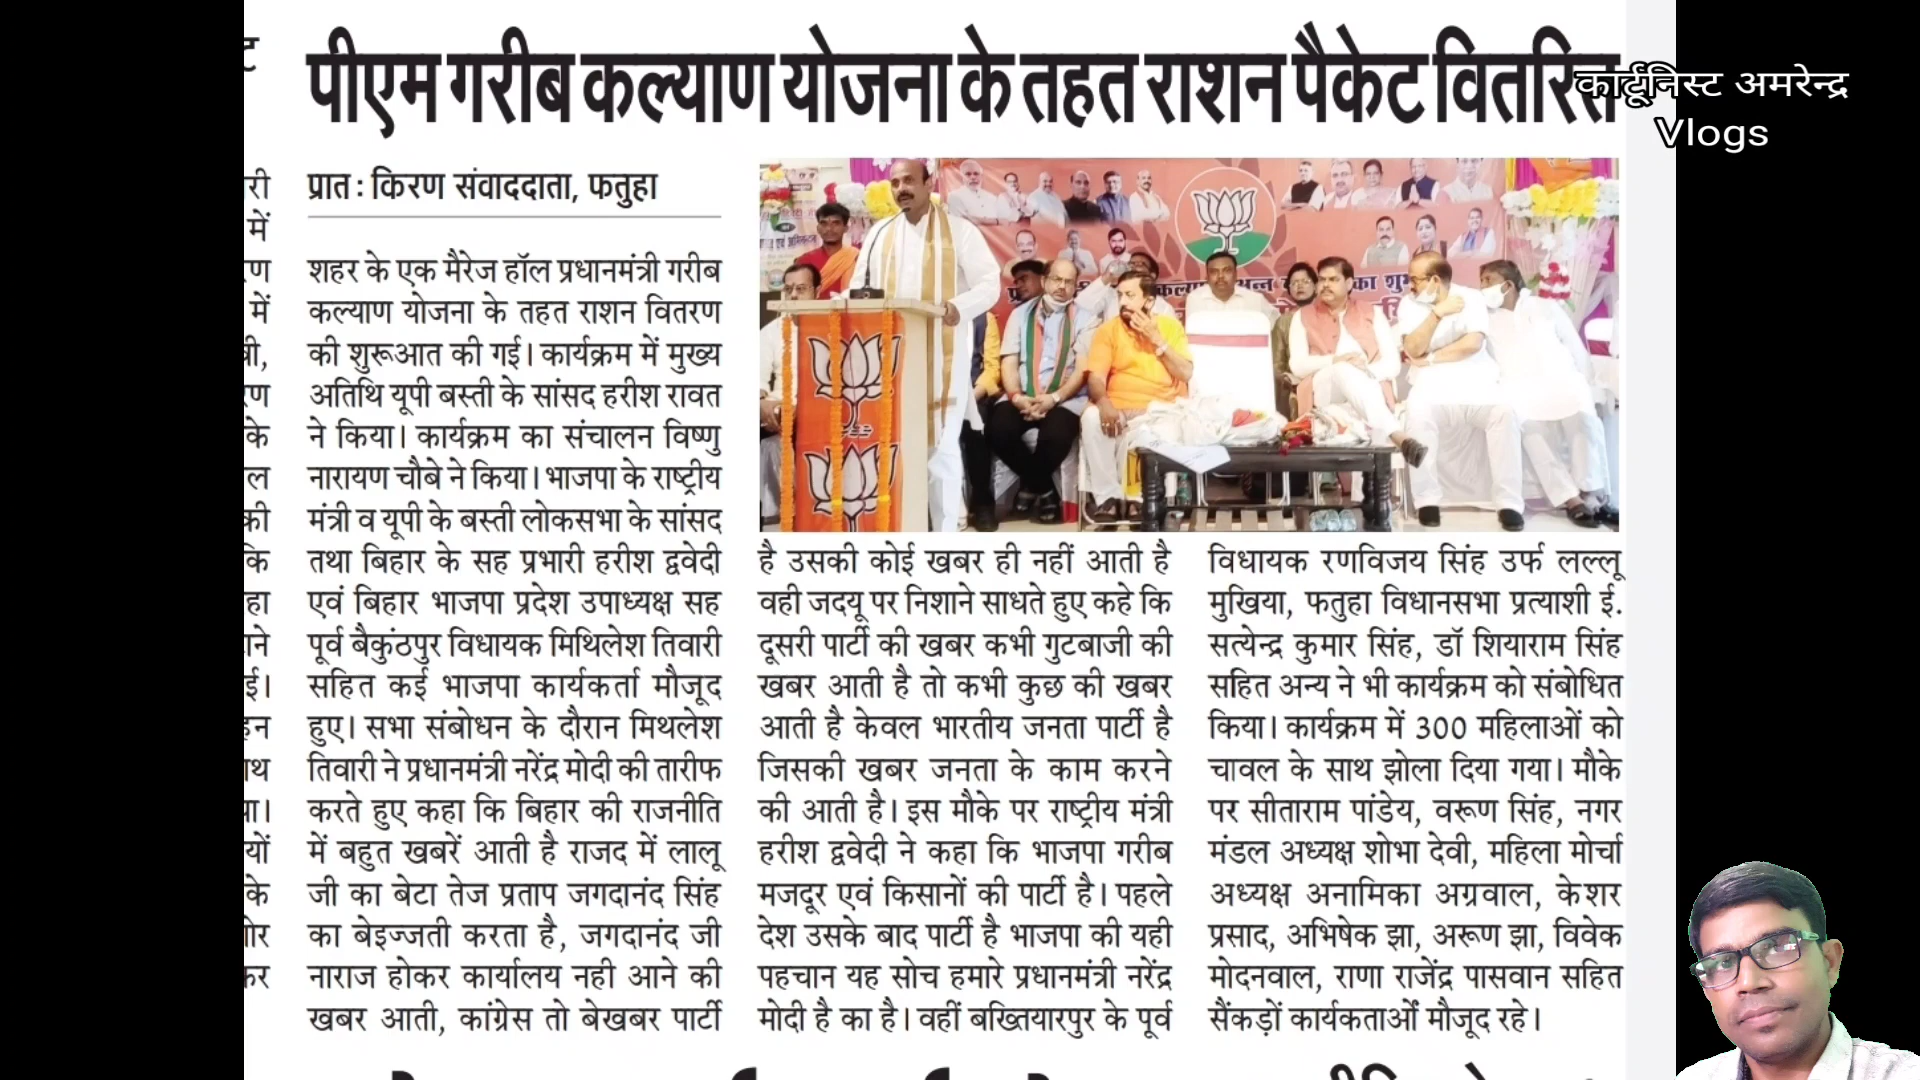 पीएम गरीब कल्याण योजना के तहत राशन पैकेट वितरित
कार्टूनिस्ट अमरेन्द्र
Vlogs
प्रात: किरण संवाददाता, फतुहा
शहर के एक मैरेज हॉल प्रधानमंत्री गरीब
कल्याण योजना के तहत राशन वितरण
की शुरूआत की गई। कार्यक्रम में मुख्य
अतिथि यूपी बस्ती के सांसद हरीश रावत
ने किया। कार्यक्रम का संचालन विष्णु
नारायण चौबे ने किया। भाजपा के राष्ट्रीय
मंत्री व यूपी के बस्ती लोकसभा के सांसद
तथा बिहार के सह प्रभारी हरीश द्ववेदी
एवं बिहार भाजपा प्रदेश उपाध्यक्ष सह
पूर्व बैकुंठपुर विधायक मिथिलेश तिवारी
सहित कई भाजपा कार्यकर्ता मौजूद
हुए। सभा संबोधन के दौरान मिथलेश
तिवारी ने प्रधानमंत्री नरेंद्र मोदी की तारीफ
करते हुए कहा कि बिहार की राजनीति
में बहुत खबरें आती है राजद में लालू
जी का बेटा तेज प्रताप जगदानंद सिंह
का बेइज्जती करता है, जगदानंद जी
नाराज होकर कार्यालय नही आने की
खबर आती, कांग्रेस तो बेखबर पार्टी
है उसकी कोई खबर ही नहीं आती है
वही जदयू पर निशाने साधते हुए कहे कि
दूसरी पार्टी की खबर कभी गुटबाजी की
खबर आती है तो कभी कुछ की खबर
आती है केवल भारतीय जनता पार्टी है
जिसकी खबर जनता के काम करने
की आती है। इस मौके पर राष्ट्रीय मंत्री
हरीश द्ववेदी ने कहा कि भाजपा गरीब
मजदूर एवं किसानों की पार्टी है। पहले
देश उसके बाद पार्टी है भाजपा की यही
पहचान यह सोच हमारे प्रधानमंत्री नरेंद्र
मोदी है का है। वहीं बख्तियारपुर के पूर्व
विधायक रणविजय सिंह उर्फ लल्लू
मुखिया, फतुहा विधानसभा प्रत्याशी ई.
सत्येन्द्र कुमार सिंह, डॉ शियाराम सिंह
सहित अन्य ने भी कार्यक्रम को संबोधित
किया। कार्यक्रम में 300 महिलाओं को
चावल के साथ झोला दिया गया। मौके
पर सीताराम पांडेय, वरूण सिंह, नगर
मंडल अध्यक्ष शोभा देवी, महिला मोर्चा
अध्यक्ष अनामिका अग्रवाल, केशर
प्रसाद, अभिषेक झा, अरूण झा, विवेक
मोदनवाल, राणा राजेंद्र पासवान सहित
सैंकड़ों कार्यकताओं मौजूद रहे।